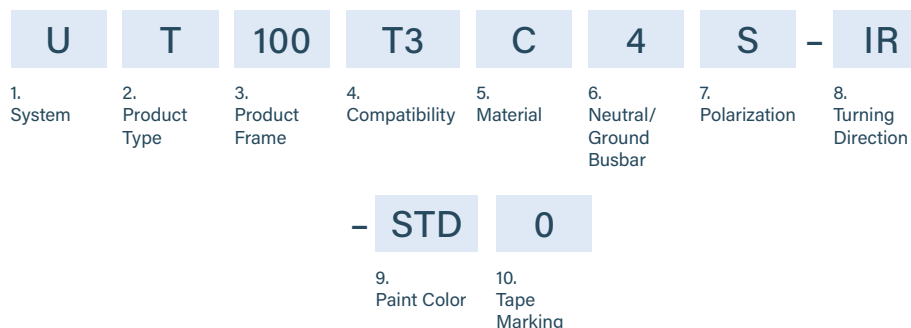 U T 100 T3 C 4 S – IR
1. 2. 3. 4. 5. 6. 7. 8.
System Product Product Compatibility Material Neutral/ Polarization Turning
Type Frame Ground Direction
Busbar
– STD 0
9. 10.
Paint Color Tape
Marking